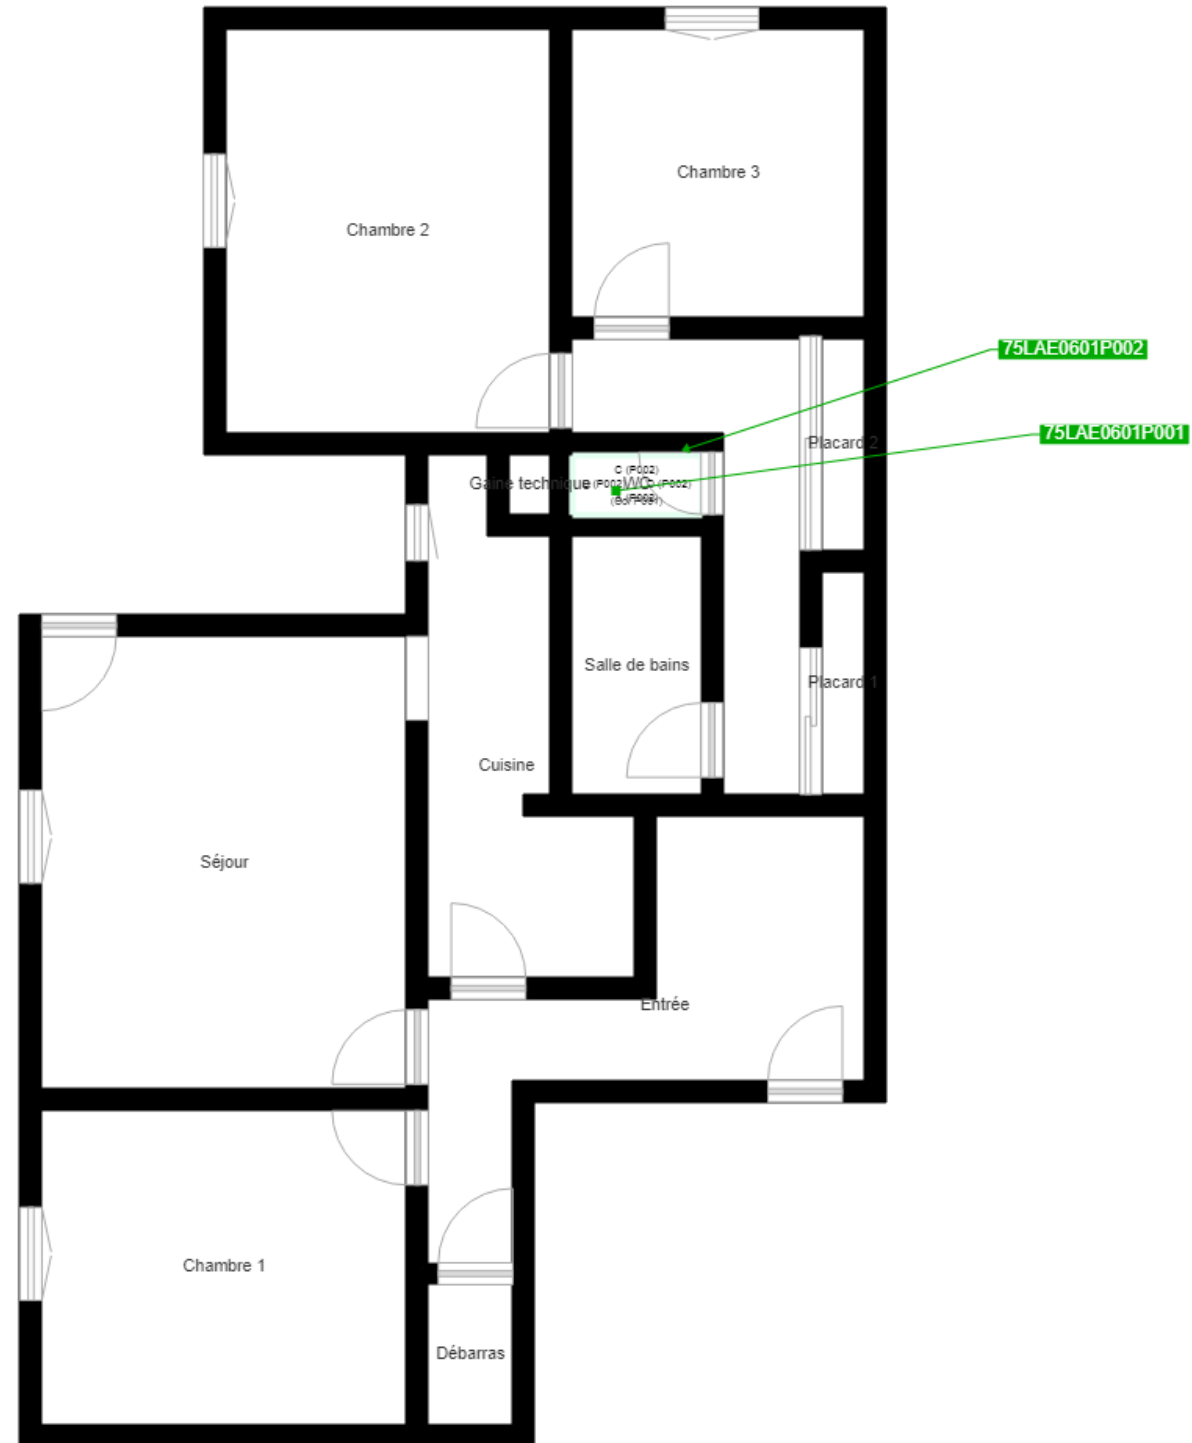 Chambre 3
Chambre 2
75LAE0601P002
75LAE0601P001
Placard 2
C (P002)
Gaine technique
WC
(P002)
Salle de bains
Placard 1
Cuisine
Séjour
Entrée
Chambre 1
Débarras